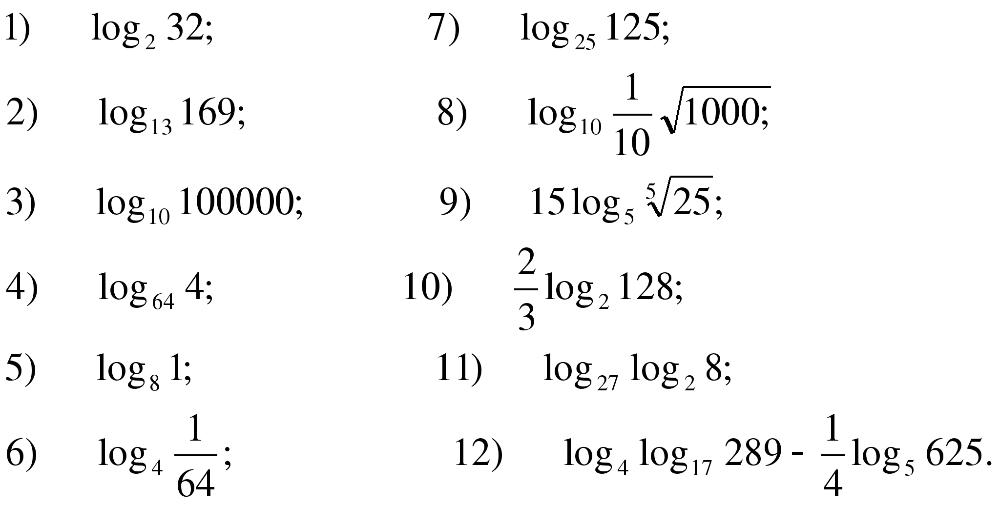 1) log₂ 32; 7) log₂₅ 125;
2) log₁₃ 169; 8) log₁₀ 1/10 √1000;
3) log₁₀ 100000; 9) 15 log₅ ⁵√25;
4) log₆₄ 4; 10) 2/3 log₂ 128;
5) log₈ 1; 11) log₂₇ log₂ 8;
6) log₄ 1/64; 12) log₄ log₁₇ 289 - 1/4 log₅ 625.